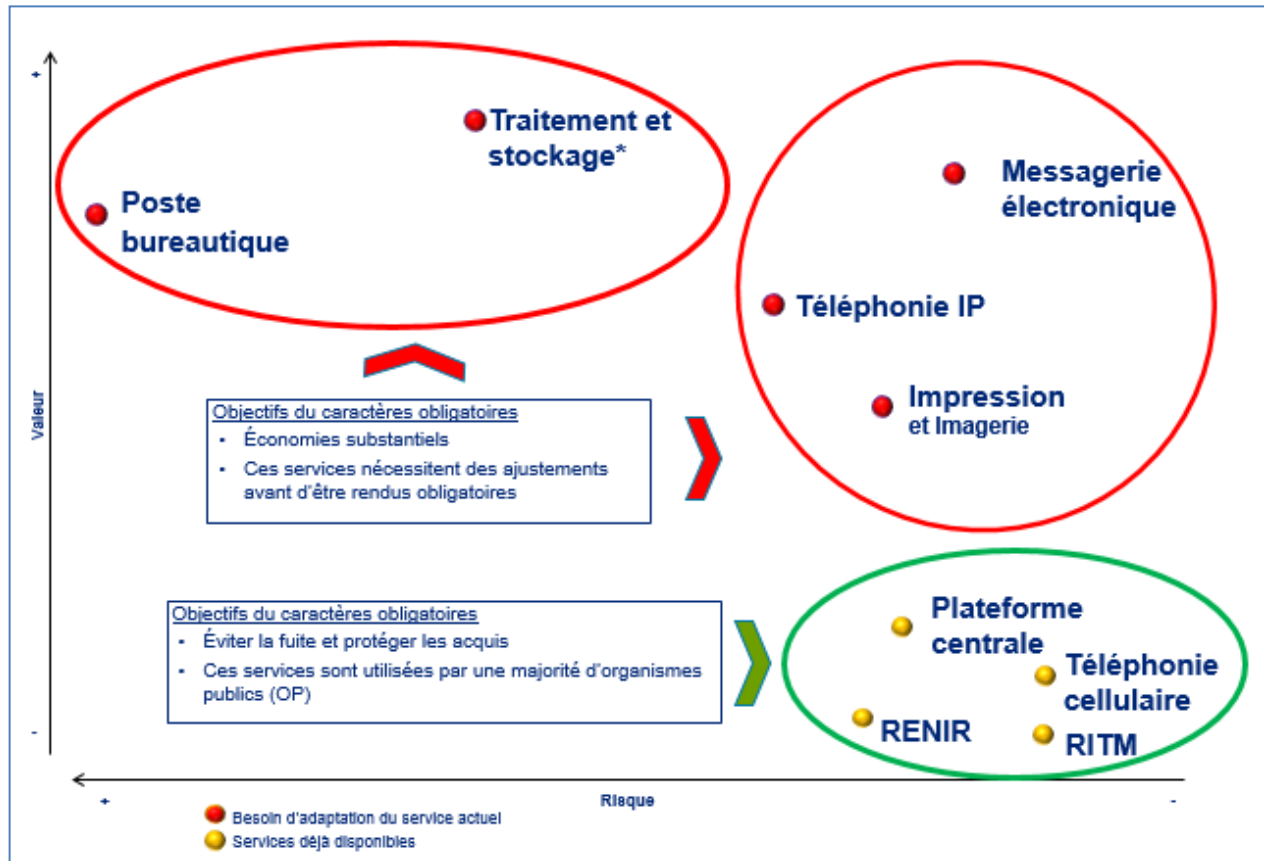 +
Traitement et
stockage*
Poste
bureautique
Messagerie
électronique
Téléphonie IP
Impression
et Imagerie
Valeur
Objectifs du caractères obligatoires
• Économies substantiels
• Ces services nécessitent des ajustements
avant d'être rendus obligatoires
Objectifs du caractères obligatoires
• Éviter la fuite et protéger les acquis
• Ces services sont utilisées par une majorité d'organismes
publics (OP)
Plateforme
centrale
Téléphonie
cellulaire
RENIR
RITM
-
+
Risque
-
Besoin d'adaptation du service actuel
Services déjà disponibles